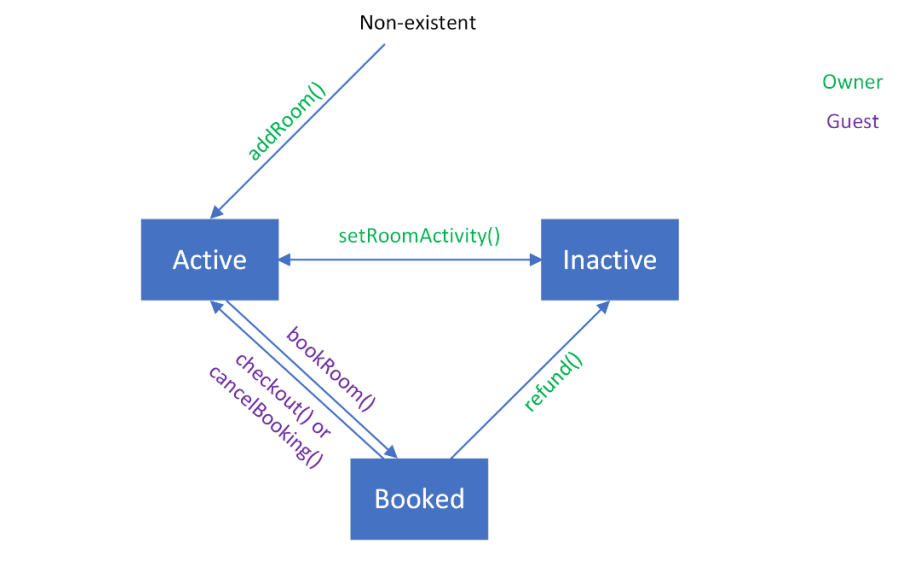 Non-existent
Owner
Guest
addRoom()
setRoomActivity()
Active
Inactive
bookRoom()
checkout() or
cancelBooking()
refund()
Booked